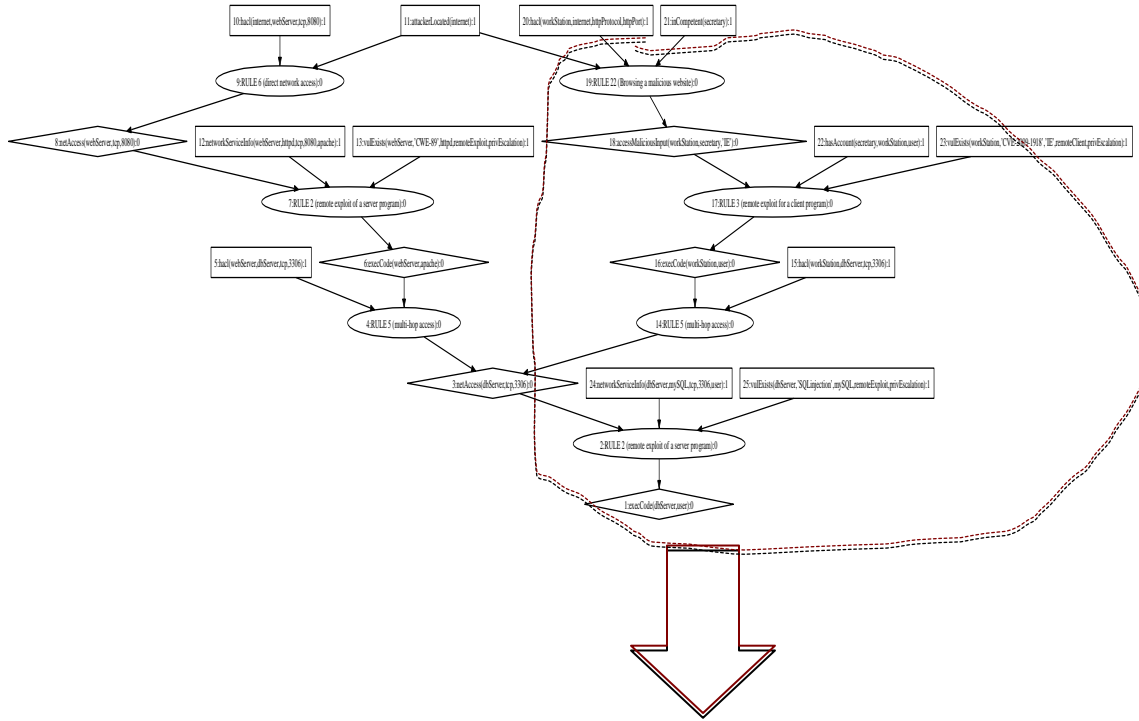 10:hacl(internet,webServer,tcp,8080):1
11:attackerLocated(internet):1
20:hacl(workStation,internet,httpProtocol,httpPort):1
21:inCompetent(secretary):1
9:RULE 6 (direct network access):0
19:RULE 22 (Browsing a malicious website):0
8:netAccess(webServer,tcp,8080):0
12:networkServiceInfo(webServer,httpd,tcp,8080,apache):1
13:vulExists(webServer,'CWE-89',httpd,remoteExploit,privEscalation):1
18:accessMaliciousInput(workStation,secretary,'IE'):0
22:hasAccount(secretary,workStation,user):1
23:vulExists(workStation, -1918','IE',remoteClient,privEscalation):1
7:RULE 2 (remote exploit of a server program):0
17:RULE 3 (remote exploit for a client program):0
5:hacl(webServer,dbServer,tcp,3306):1
6:execCode(webServer,apache):0
16:execCode(workStation,user):0
15:hacl(workStation,dbServer,tcp,3306):1
4:RULE 5 (multi-hop access):0
14:RULE 5 (multi-hop access):0
3:netAccess(dbServer,tcp,3306):0
24:networkServiceInfo(dbServer,mySQL,tcp,3306,user):1
25:vulExists(dbServer,'SQLinjection',mySQL,remoteExploit,privEscalation):1
2:RULE 2 (remote exploit of a server program):0
1:execCode(dbServer,user):0